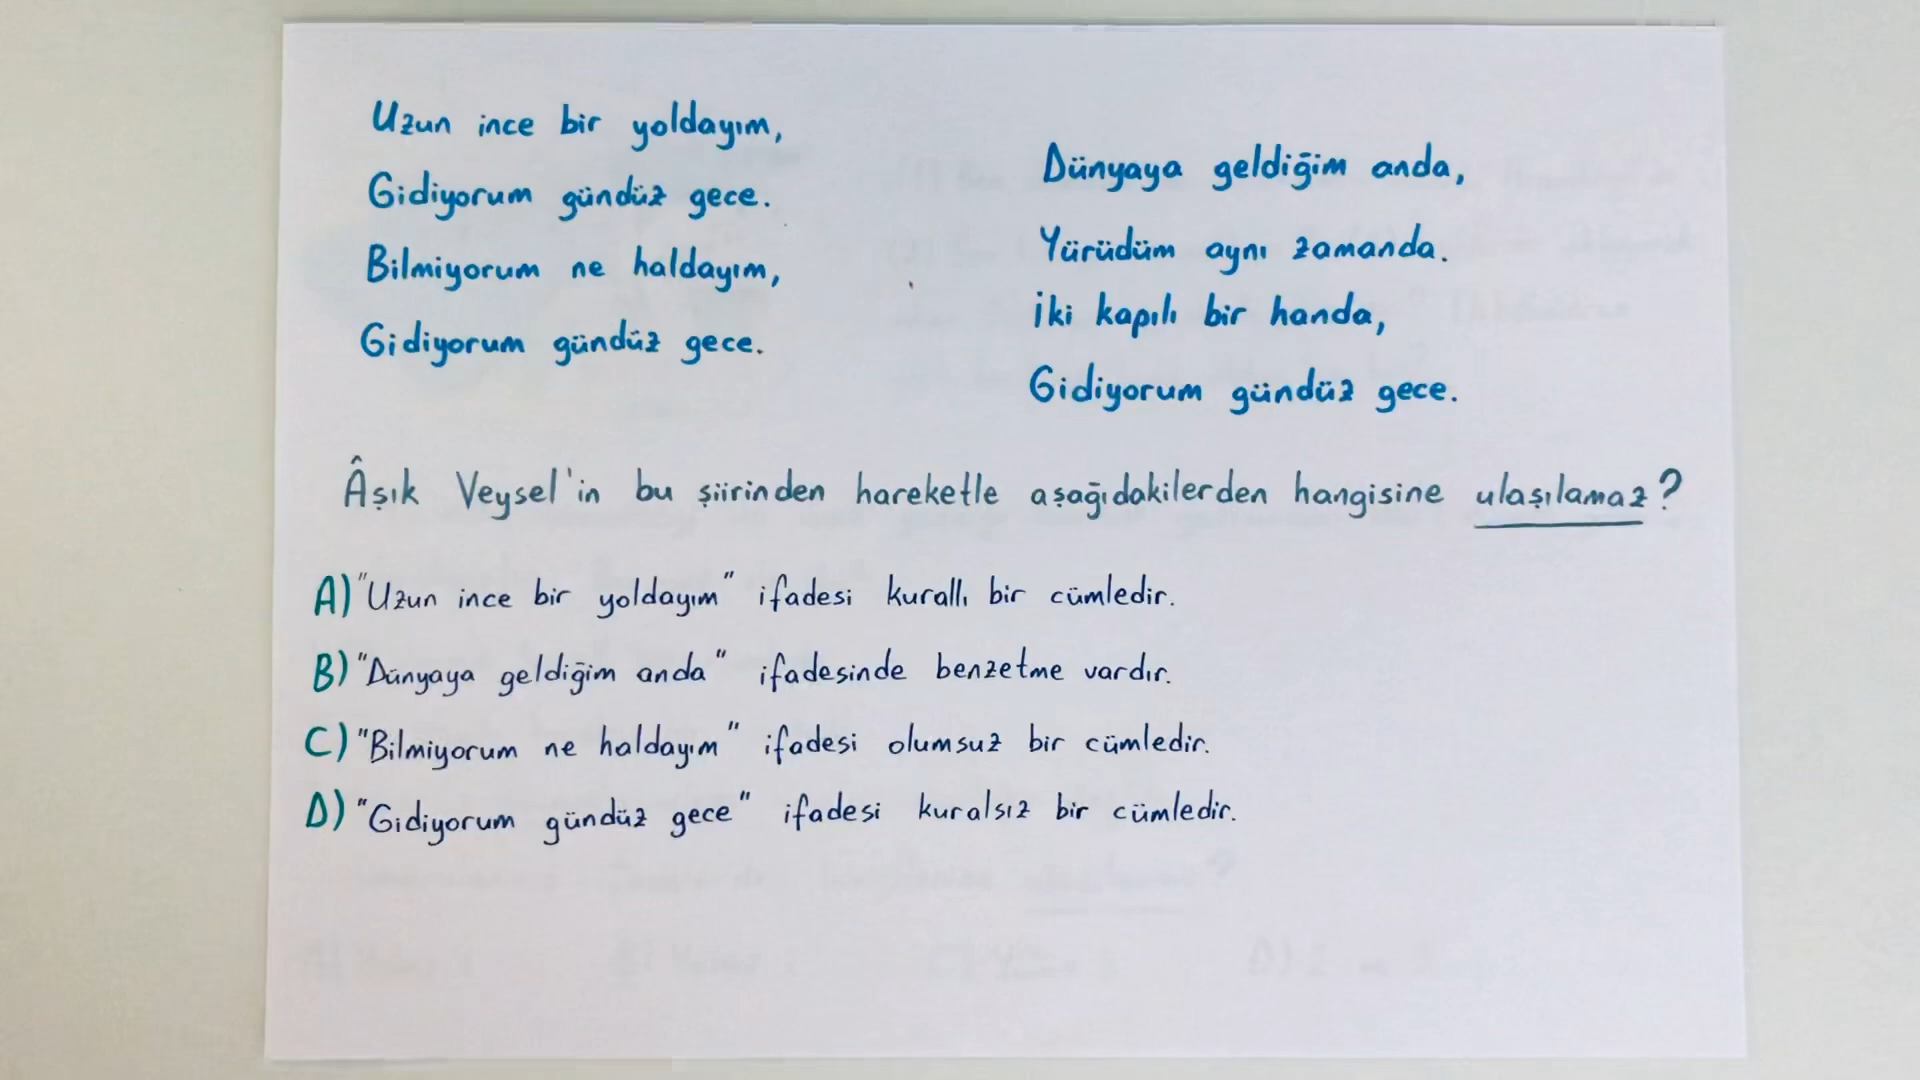 Uzun ince bir yoldayım,
Gidiyorum gündüz gece.
Bilmiyorum ne haldayım,
Gidiyorum gündüz gece.
Dünyaya geldiğim anda,
Yürüdüm aynı zamanda.
İki kapılı bir handa,
Gidiyorum gündüz gece.
Âşık Veysel'in bu şiirinden hareketle aşağıdakilerden hangisine ulaşılamaz?
A) "Uzun ince bir yoldayım" ifadesi kurallı bir cümledir.
B) "Dünyaya geldiğim anda" ifadesinde benzetme vardır.
C) "Bilmiyorum ne haldayım" ifadesi olumsuz bir cümledir.
D) "Gidiyorum gündüz gece" ifadesi kuralsız bir cümledir.